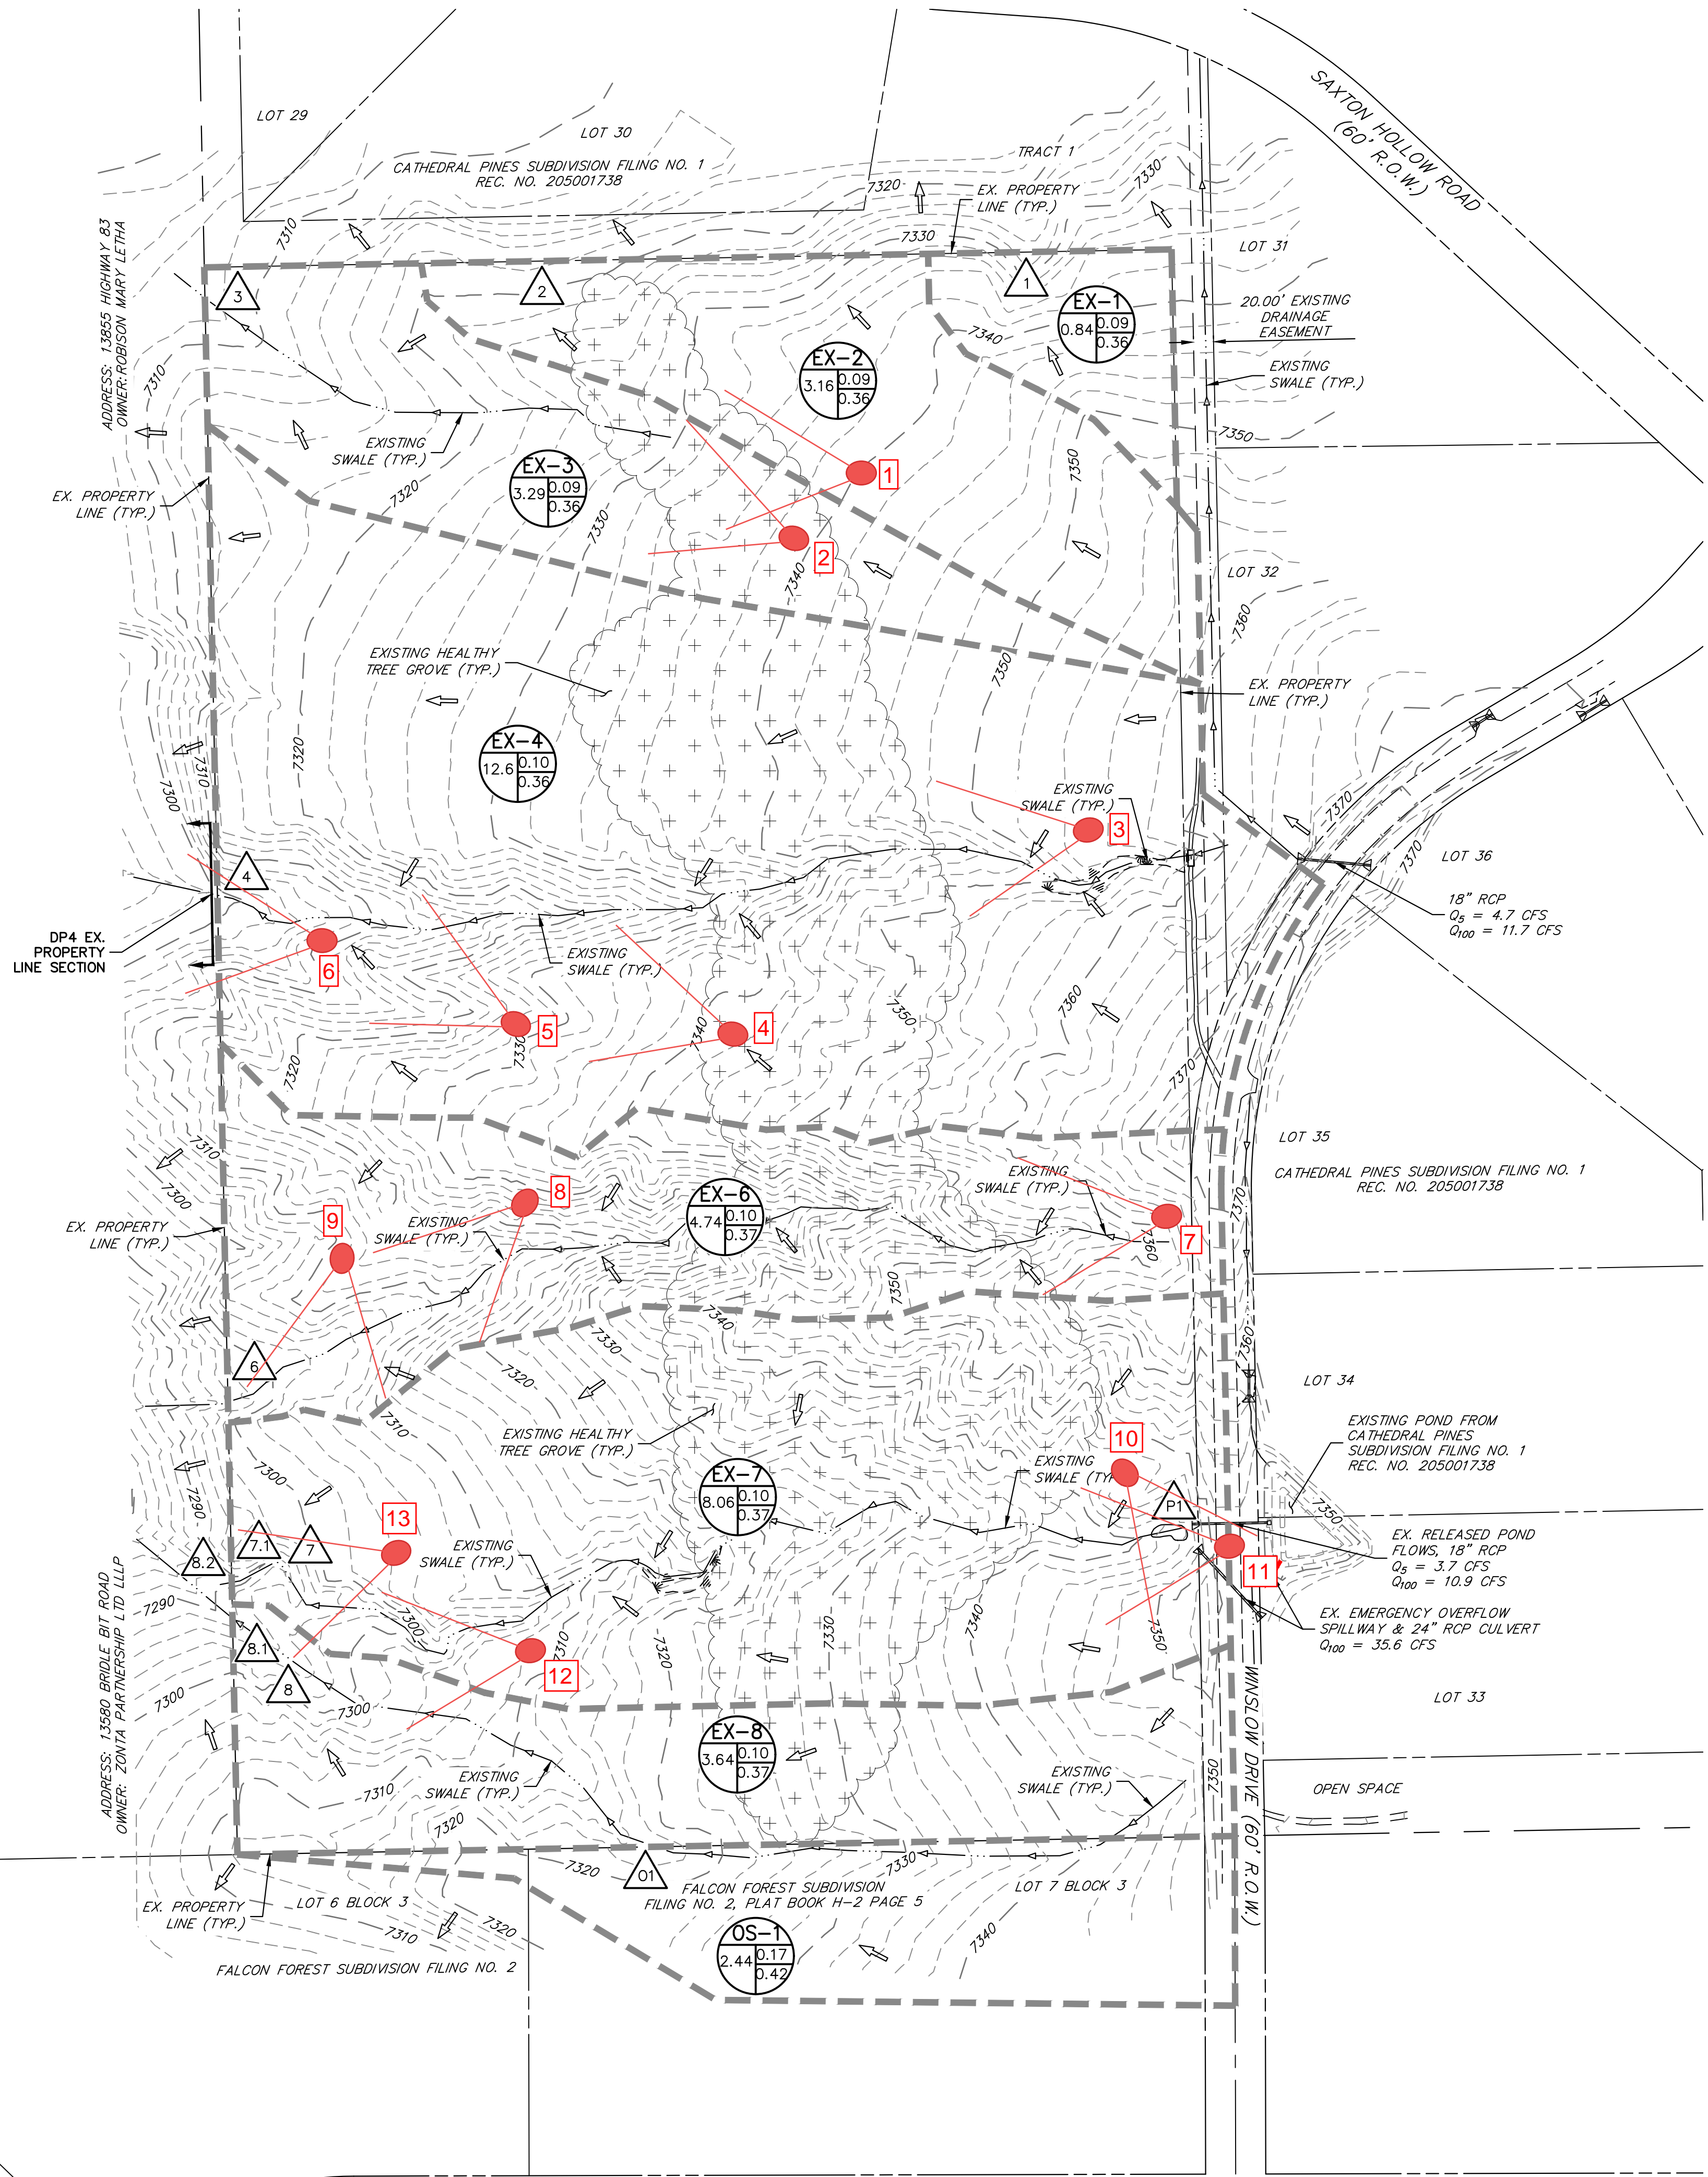 SAXTON HOLLOW ROAD
(60' R.O.W.)
LOT 29
LOT 30
CATHEDRAL PINES SUBDIVISION FILING NO. 1
REC. NO. 205001738
TRACT 1
7330
7320
EX. PROPERTY
LINE (TYP.)
7310
7330
LOT 31
ADDRESS: 13855 HIGHWAY 83
OWNER: ROBISON MARY LETHA
3
2
1
EX-1
0.84
0.09
0.36
20.00' EXISTING
DRAINAGE
EASEMENT
7340
EX-2
3.16
0.09
0.36
7310
EXISTING
SWALE (TYP.)
EXISTING
SWALE (TYP.)
7350
7350
EX-3
3.29
0.09
0.36
1
EX. PROPERTY
LINE (TYP.)
7320
7330
2
7340
LOT 32
7360
EXISTING HEALTHY
TREE GROVE (TYP.)
7350
EX. PROPERTY
LINE (TYP.)
EX-4
12.6
0.10
0.36
7320
7310
7300
EXISTING
SWALE (TYP.)
3
7370
7370
LOT 36
4
18" RCP
Q5 = 4.7 CFS
Q100 = 11.7 CFS
DP4 EX.
PROPERTY
LINE SECTION
EXISTING
SWALE (TYP.)
6
7360
7350
5
4
7340
7330
7320
7370
LOT 35
7310
CATHEDRAL PINES SUBDIVISION FILING NO. 1
REC. NO. 205001738
EXISTING
SWALE (TYP.)
7300
8
EX-6
4.74
0.10
0.37
7370
9
EX. PROPERTY
LINE (TYP.)
EXISTING
SWALE (TYP.)
7
7360
7350
7340
7330
7360
6
7320
LOT 34
7310
EXISTING HEALTHY
TREE GROVE (TYP.)
EXISTING POND FROM
CATHEDRAL PINES
SUBDIVISION FILING NO. 1
REC. NO. 205001738
10
EXISTING
SWALE (TYP
7300
EX-7
8.06
0.10
0.37
P1
7290
7350
13
EX. RELEASED POND
FLOWS, 18" RCP
Q5 = 3.7 CFS
Q100 = 10.9 CFS
8.2
7.1
7
EXISTING
SWALE (TYP.)
11
7290
7300
EX. EMERGENCY OVERFLOW
SPILLWAY & 24" RCP CULVERT
Q100 = 35.6 CFS
8.1
7310
7320
7330
7340
7350
12
8
7300
7300
LOT 33
ADDRESS: 13580 BRIDLE BIT ROAD
OWNER: ZONTA PARTNERSHIP LTD LLLP
EX-8
3.64
0.10
0.37
WINSLOW DRIVE (60' R.O.W.)
EXISTING
SWALE (TYP.)
EXISTING
SWALE (TYP.)
7350
OPEN SPACE
7310
7320
7320
01
7330
FALCON FOREST SUBDIVISION
FILING NO. 2, PLAT BOOK H-2 PAGE 5
LOT 7 BLOCK 3
EX. PROPERTY
LINE (TYP.)
LOT 6 BLOCK 3
7320
7310
7340
OS-1
2.44
0.17
0.42
FALCON FOREST SUBDIVISION FILING NO. 2